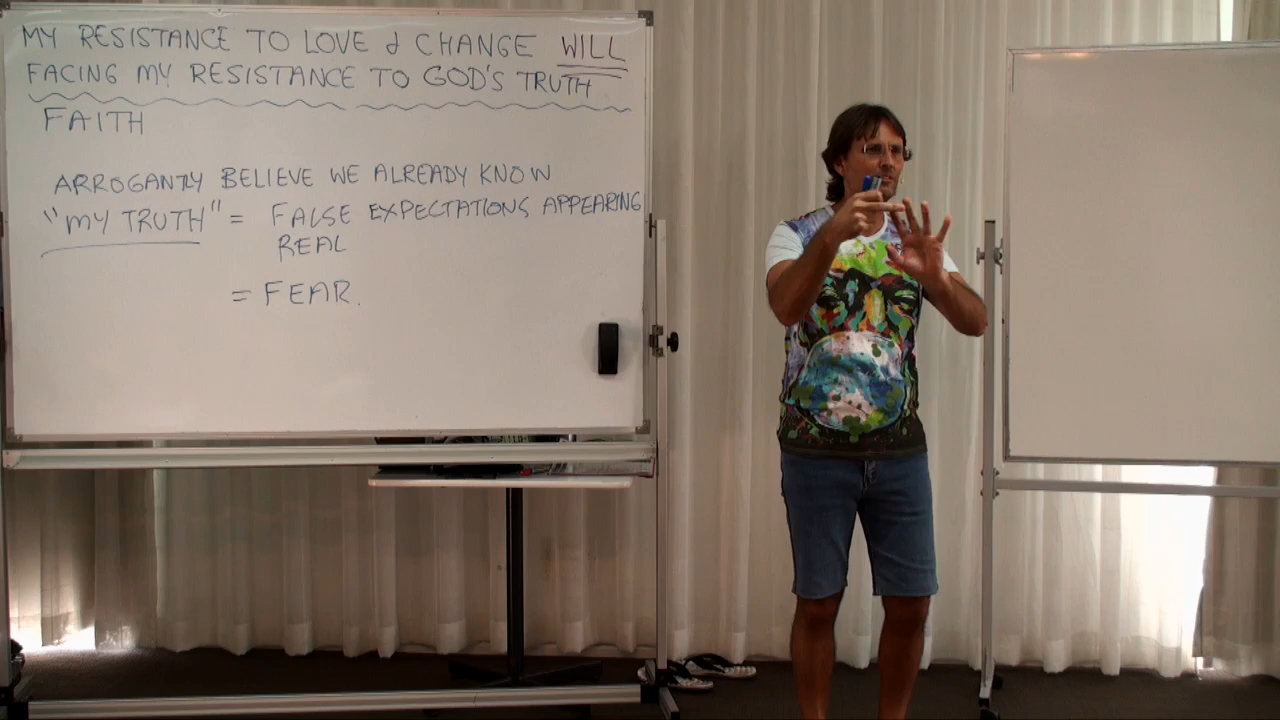 MY RESISTANCE TO LOVE & CHANGE WILL
FACING MY RESISTANCE TO GOD'S TRUTH
FAITH
ARROGANTLY BELIEVE WE ALREADY KNOW
"MY TRUTH" = FALSE EXPECTATIONS APPEARING
REAL
= FEAR.